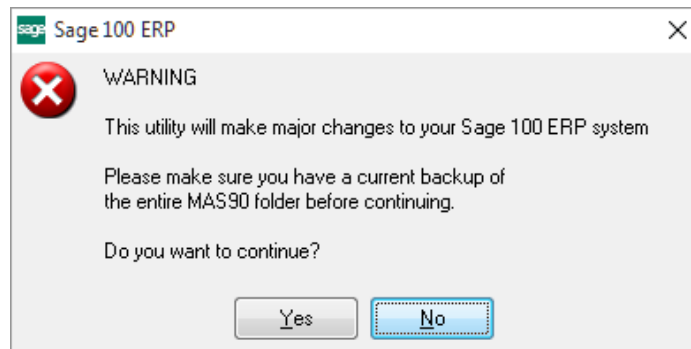 sage Sage 100 ERP
WARNING
This utility will make major changes to your Sage 100 ERP system
Please make sure you have a current backup of
the entire MAS90 folder before continuing.
Do you want to continue?
Yes No